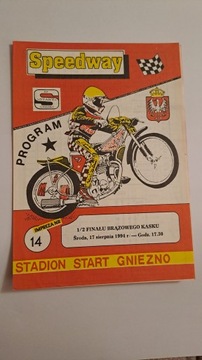 Speedway
PROGRAM
IMPREZA NR
14
1/2 FINAŁU BRĄZOWEGO KASKU
Środa, 17 sierpnia 1994 r. — Godz. 17.30
STADION START GNIEZNO